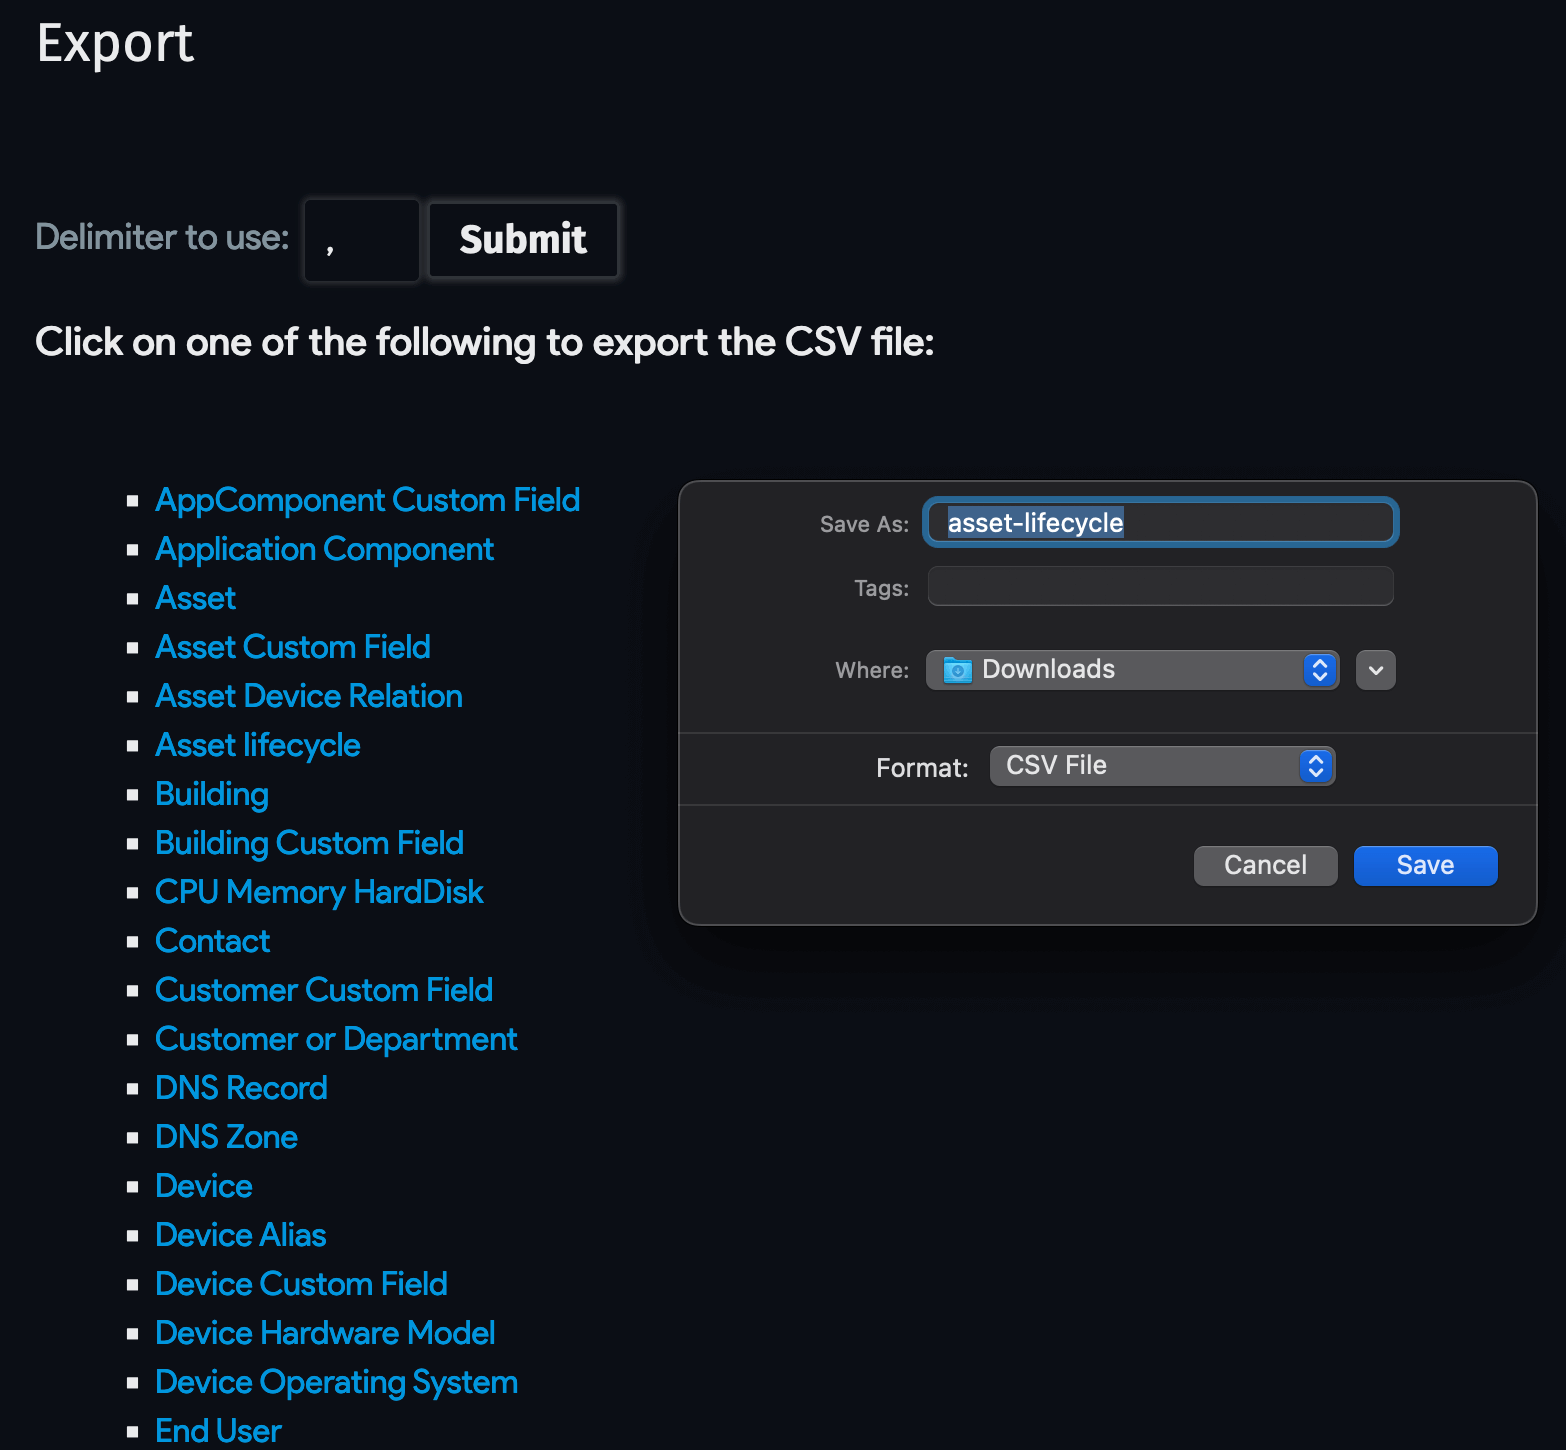 Export
Delimiter to use: , Submit
Click on one of the following to export the CSV file:
AppComponent Custom Field
Application Component
Asset
Asset Custom Field
Asset Device Relation
Asset lifecycle
Building
Building Custom Field
CPU Memory HardDisk
Contact
Customer Custom Field
Customer or Department
DNS Record
DNS Zone
Device
Device Alias
Device Custom Field
Device Hardware Model
Device Operating System
End User
Save As: asset-lifecycle
Tags:
Where: Downloads
Format: CSV File
Cancel Save